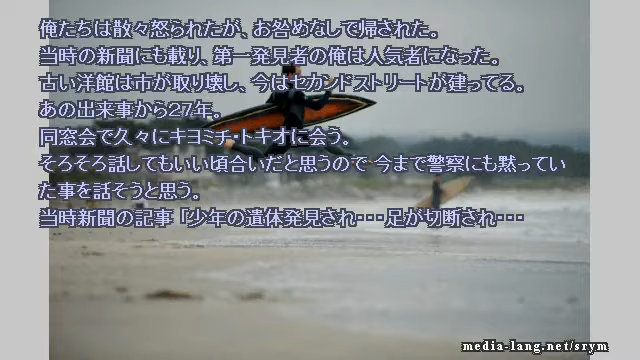 俺たちは散々怒られたが、お咎めなしで帰された。
当時の新聞にも載り、第一発見者の俺は人気者になった。
古い洋館は市が取り壊し、今はセカンドストリートが建ってる。
あの出来事から27年。
同窓会で久々にキヨミチ・トキオに会う。
そろそろ話してもいい頃合いだと思うので 今まで警察にも黙ってい
た事を話そうと思う。
当時新聞の記事 「少年の遺体発見され・・・足が切断され・・・
media-lang.net/srym